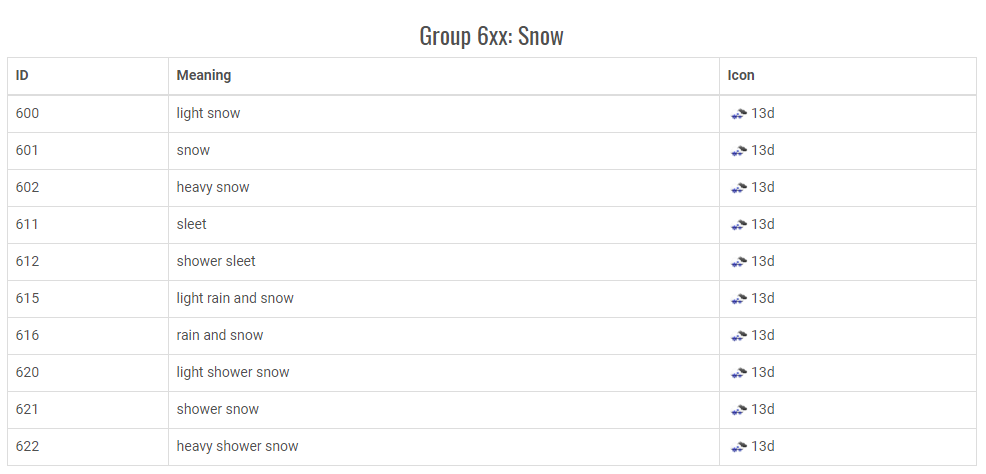 Group 6xx: Snow
ID Meaning Icon
600 light snow 13d
601 snow 13d
602 heavy snow 13d
611 sleet 13d
612 shower sleet 13d
615 light rain and snow 13d
616 rain and snow 13d
620 light shower snow 13d
621 shower snow 13d
622 heavy shower snow 13d